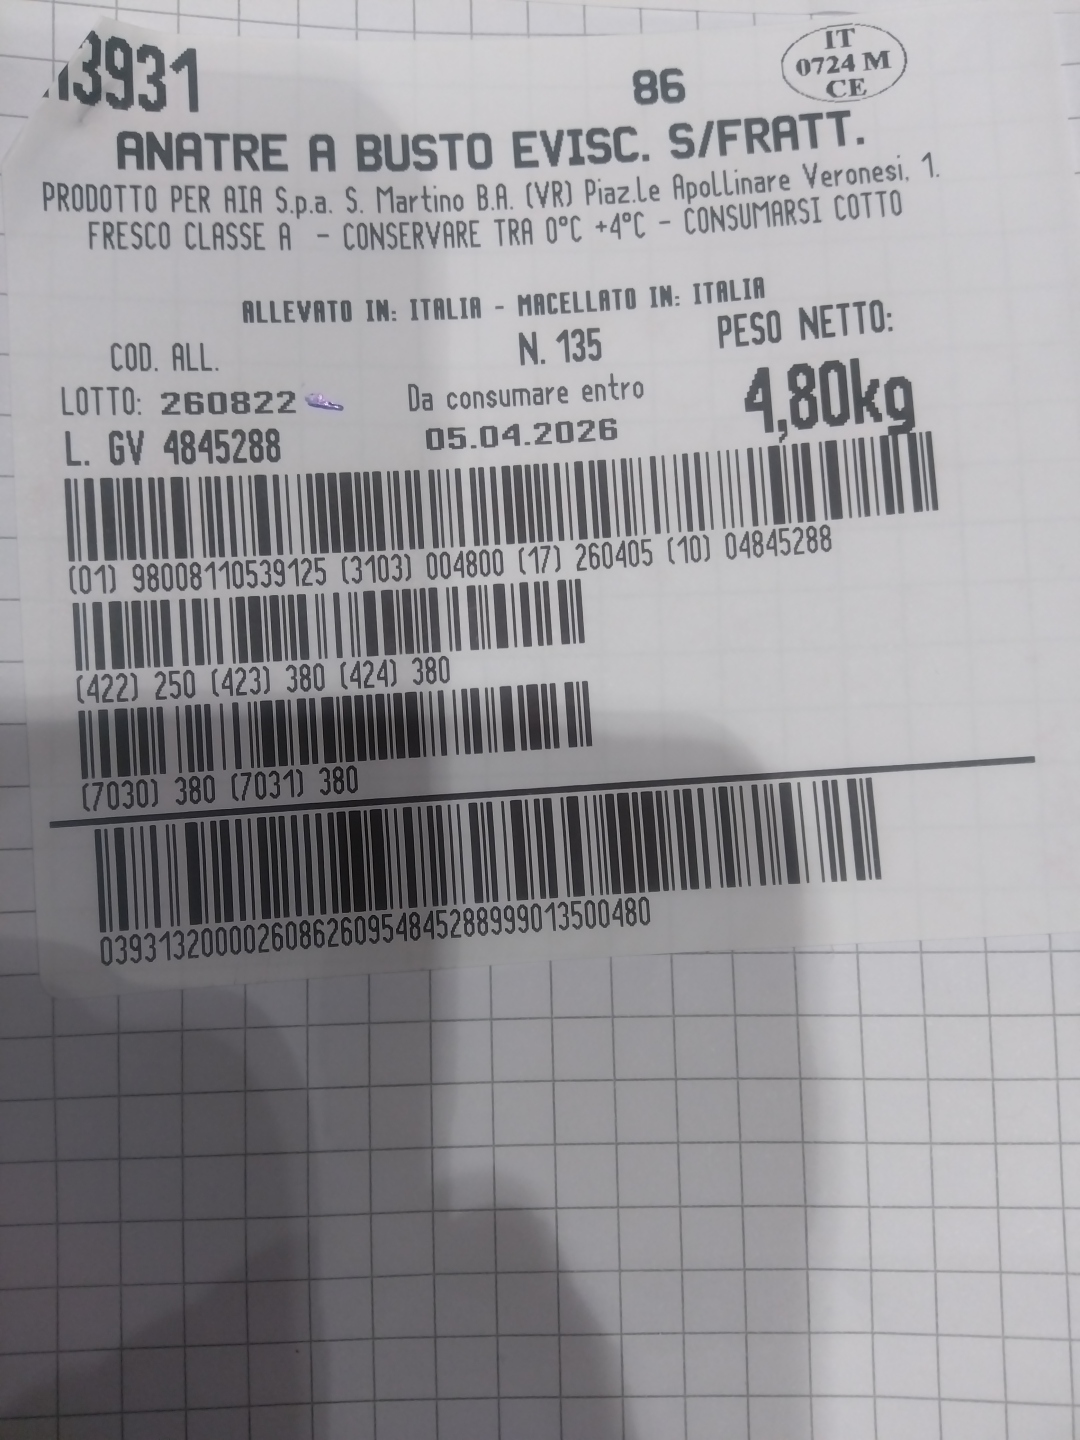 13931
86
IT
0724 M
CE
ANATRE A BUSTO EVISC. S/FRATT.
PRODOTTO PER AIA S.p.a. S. Martino B.A. (VR) Piaz.le Apollinare Veronesi, 1.
FRESCO CLASSE A - CONSERVARE TRA 0°C +4°C - CONSUMARSI COTTO
ALLEVATO IN: ITALIA - MACELLATO IN: ITALIA
COD. ALL.
N. 135
PESO NETTO:
LOTTO: 260822
Da consumare entro
4,80kg
L. GV 4845288
05.04.2026
(01) 98008110539125 (3103) 004800 (17) 260405 (10) 04845288
(422) 250 (423) 380 (424) 380
(7030) 380 (7031) 380
0393132000026086260954845288999013500480